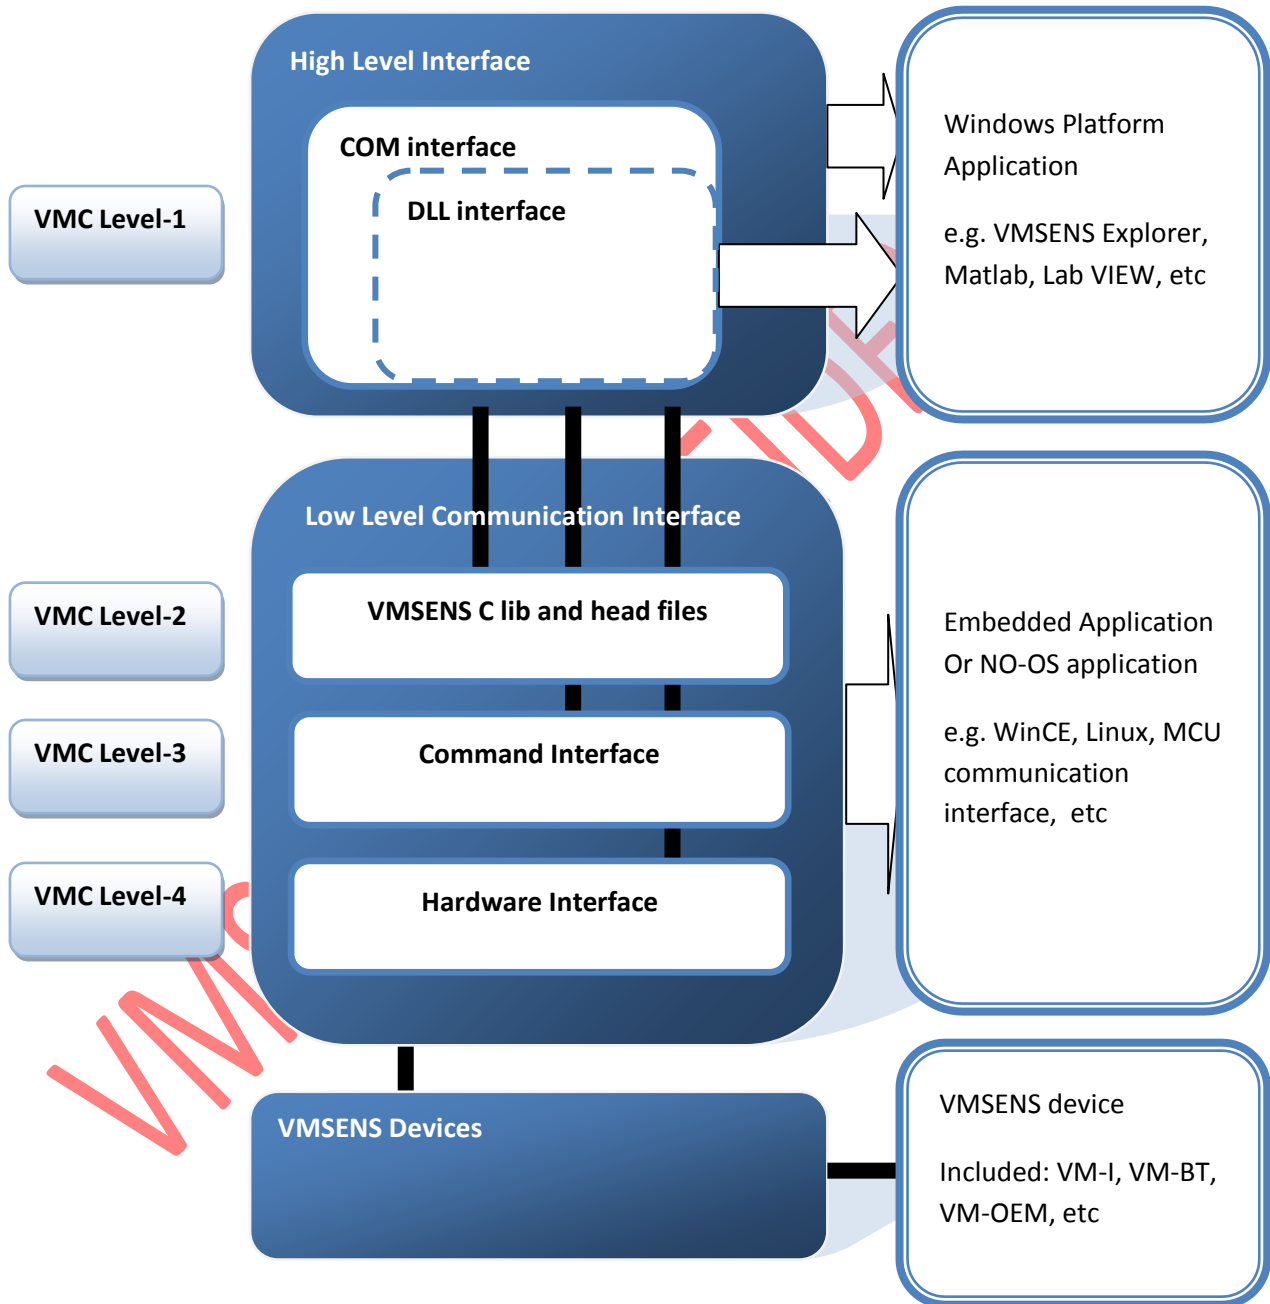 High Level Interface
COM interface
DLL interface
VMC Level-1
Windows Platform
Application
e.g. VMSENS Explorer,
Matlab, Lab VIEW, etc
Low Level Communication Interface
VMC Level-2
VMSENS C lib and head files
VMC Level-3
Command Interface
VMC Level-4
Hardware Interface
Embedded Application
Or NO-OS application
e.g. WinCE, Linux, MCU
communication
interface, etc
VMSENS Devices
VMSENS device
Included: VM-I, VM-BT,
VM-OEM, etc